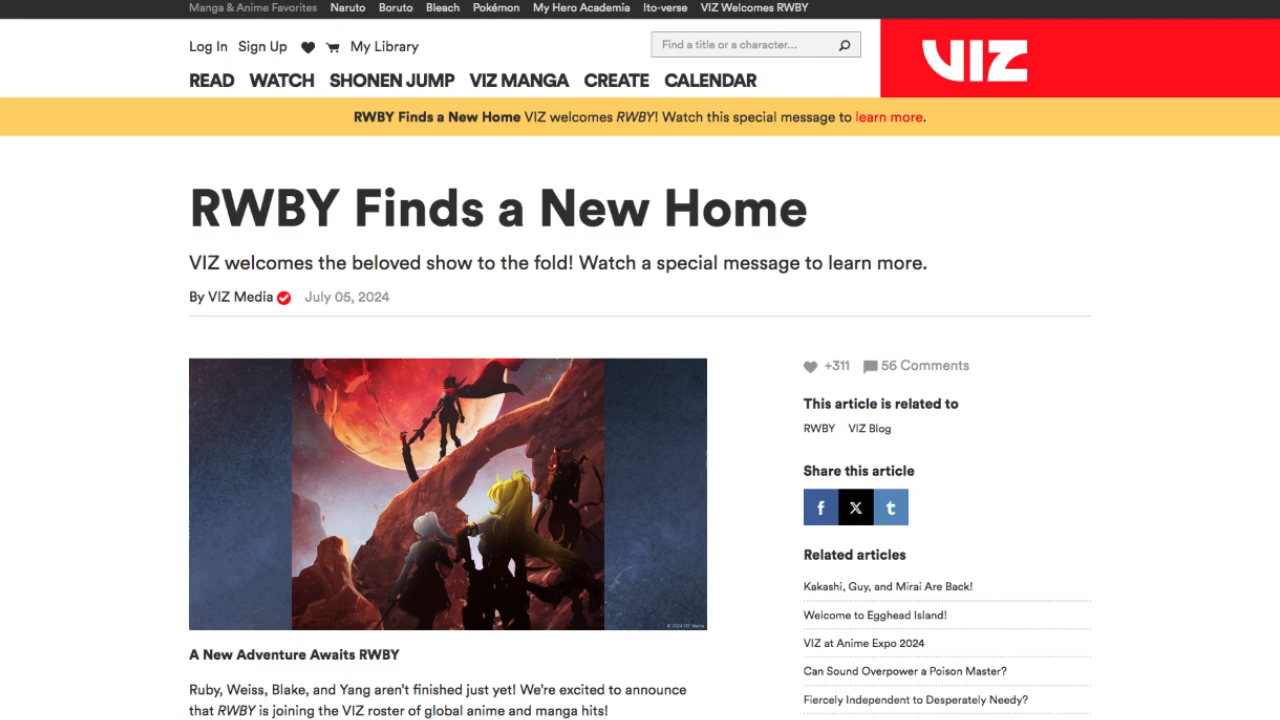 Manga & Anime Favorites Naruto Boruto Bleach Pokémon My Hero Academia Ito-verse VIZ Welcomes RWBY
Log In Sign Up My Library
Find a title or a character...
VIZ
READ WATCH SHONEN JUMP VIZ MANGA CREATE CALENDAR
RWBY Finds a New Home VIZ welcomes RWBY! Watch this special message to learn more.
RWBY Finds a New Home
VIZ welcomes the beloved show to the fold! Watch a special message to learn more.
By VIZ Media July 05, 2024
© 2024 VIZ Media
A New Adventure Awaits RWBY
Ruby, Weiss, Blake, and Yang aren't finished just yet! We're excited to announce
that RWBY is joining the VIZ roster of global anime and manga hits!
+311 56 Comments
This article is related to
RWBY VIZ Blog
Share this article
f X t
Related articles
Kakashi, Guy, and Mirai Are Back!
Welcome to Egghead Island!
VIZ at Anime Expo 2024
Can Sound Overpower a Poison Master?
Fiercely Independent to Desperately Needy?